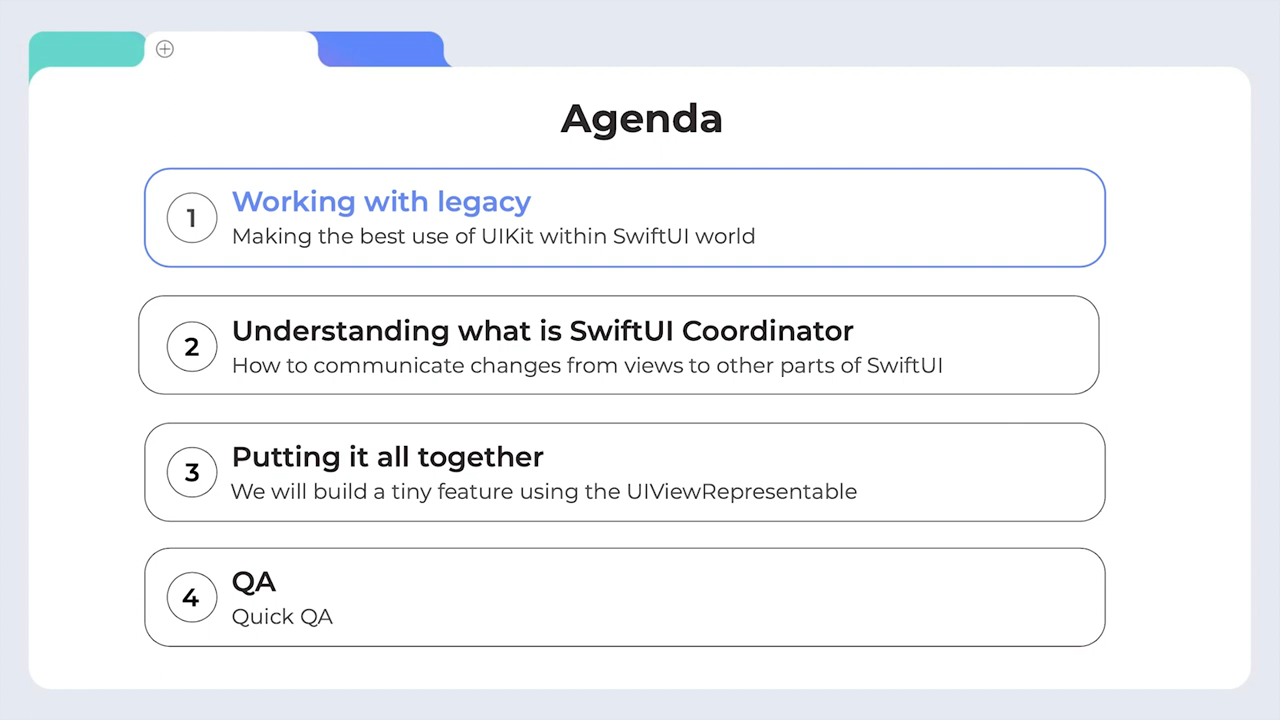 Agenda
1
Working with legacy
Making the best use of UIKit within SwiftUI world
2
Understanding what is SwiftUI Coordinator
How to communicate changes from views to other parts of SwiftUI
3
Putting it all together
We will build a tiny feature using the UIViewRepresentable
4
QA
Quick QA